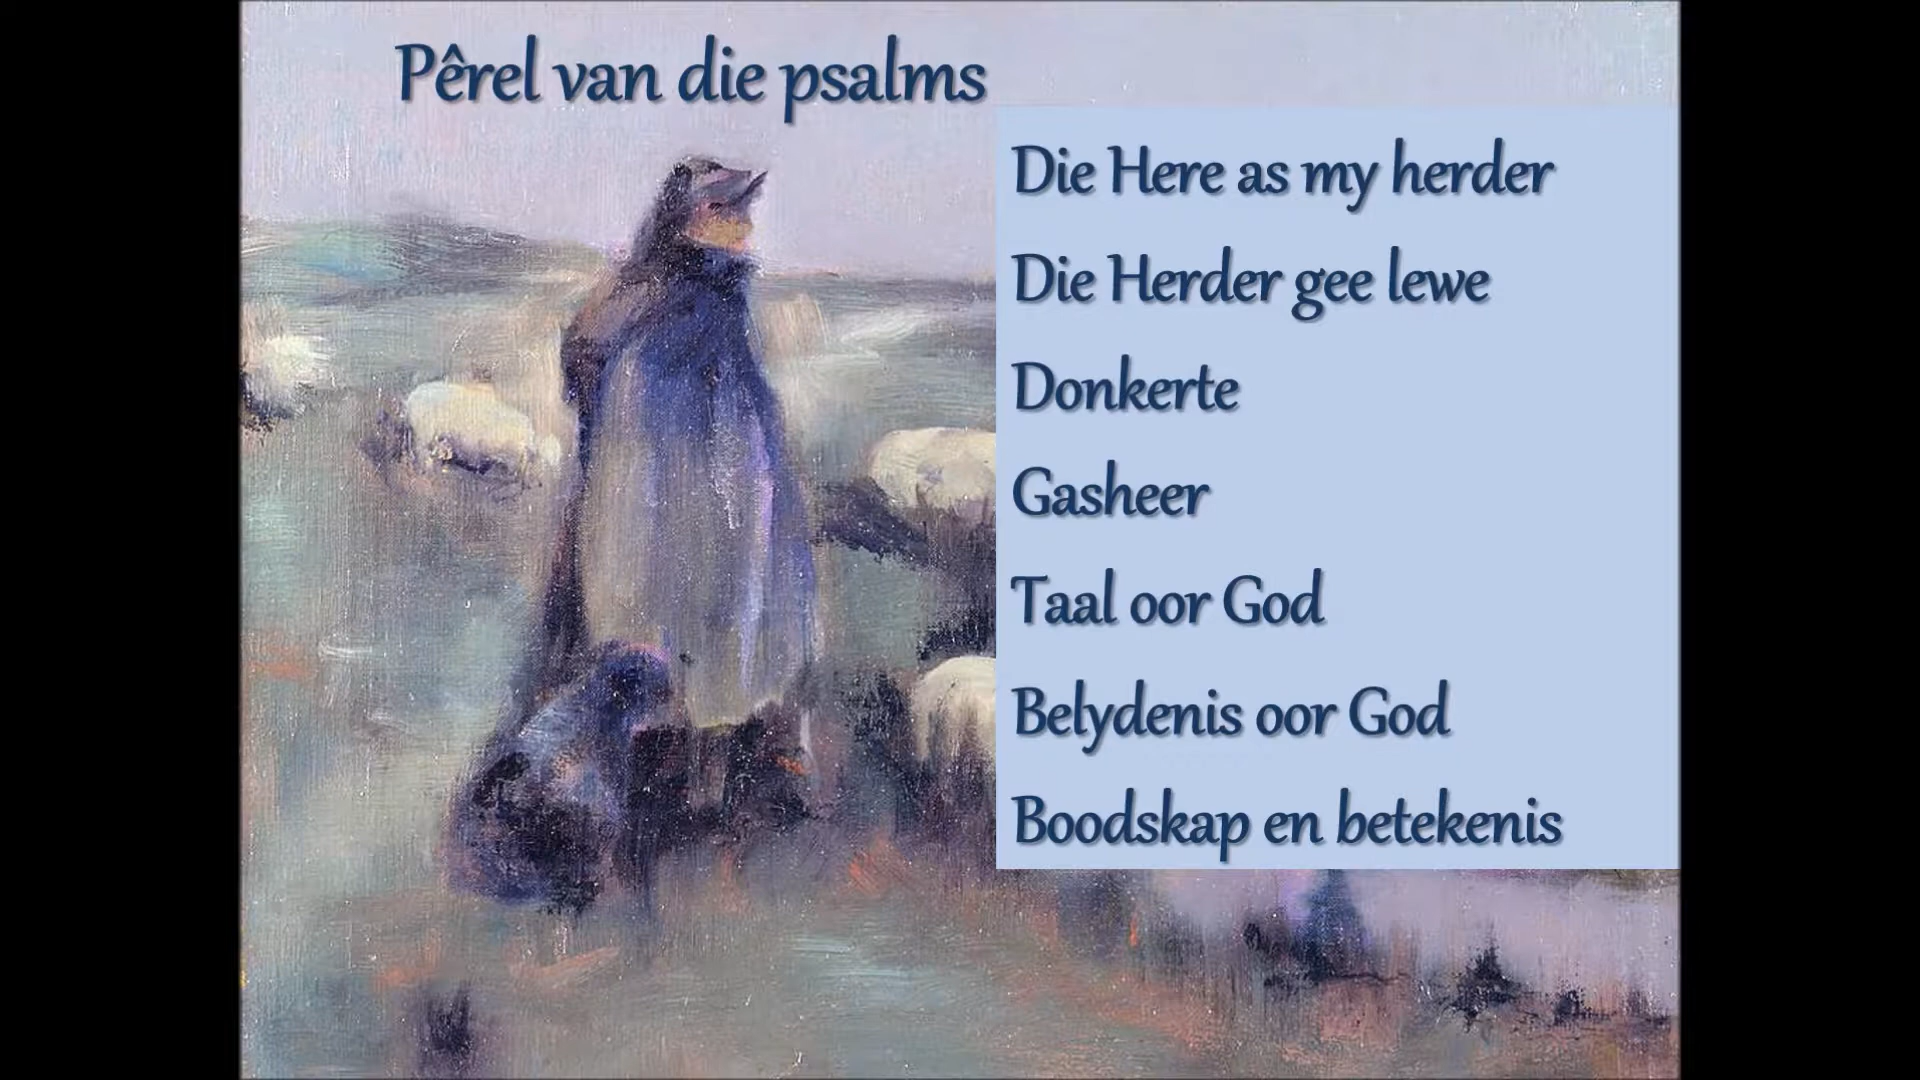 Pêrel van die psalms
Die Here as my herder
Die Herder gee lewe
Donkerte
Gasheer
Taal oor God
Belydenis oor God
Boodskap en betekenis